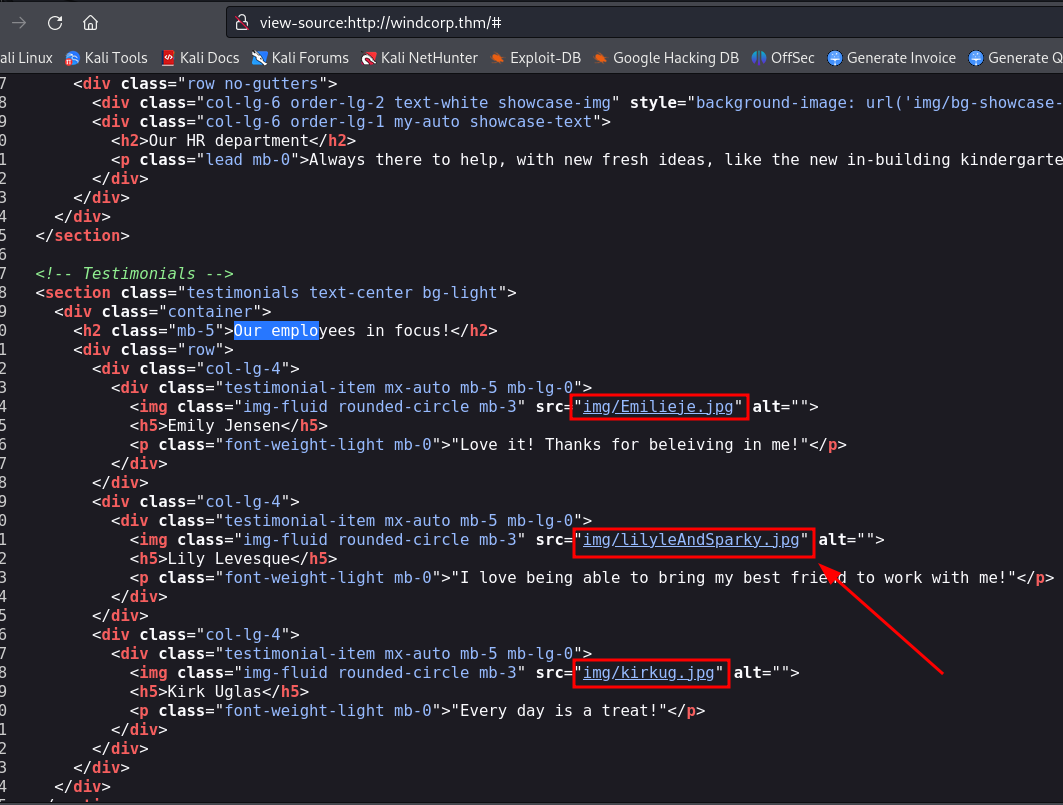 view-source:http://windcorp.thm/#
ali Linux Kali Tools Kali Docs Kali Forums Kali NetHunter Exploit-DB Google Hacking DB OffSec Generate Invoice Generate Q
7 <div class="row no-gutters">
8 <div class="col-lg-6 order-lg-2 text-white showcase-img" style="background-image: url('img/bg-showcase-
9 <div class="col-lg-6 order-lg-1 my-auto showcase-text">
0 <h2>Our HR department</h2>
1 <p class="lead mb-0">Always there to help, with new fresh ideas, like the new in-building kindergarte
2 </div>
3 </div>
4 </div>
5 </section>
6
7 <!-- Testimonials -->
8 <section class="testimonials text-center bg-light">
9 <div class="container">
0 <h2 class="mb-5">Our employees in focus!</h2>
1 <div class="row">
2 <div class="col-lg-4">
3 <div class="testimonial-item mx-auto mb-5 mb-lg-0">
4 <img class="img-fluid rounded-circle mb-3" src="img/Emilieje.jpg" alt="">
5 <h5>Emily Jensen</h5>
6 <p class="font-weight-light mb-0">"Love it! Thanks for beleiving in me!"</p>
7 </div>
8 </div>
9 <div class="col-lg-4">
0 <div class="testimonial-item mx-auto mb-5 mb-lg-0">
1 <img class="img-fluid rounded-circle mb-3" src="img/lilyleAndSparky.jpg" alt="">
2 <h5>Lily Levesque</h5>
3 <p class="font-weight-light mb-0">"I love being able to bring my best friend to work with me!"</p>
4 </div>
5 </div>
6 <div class="col-lg-4">
7 <div class="testimonial-item mx-auto mb-5 mb-lg-0">
8 <img class="img-fluid rounded-circle mb-3" src="img/kirkug.jpg" alt="">
9 <h5>Kirk Uglas</h5>
0 <p class="font-weight-light mb-0">"Every day is a treat!"</p>
1 </div>
2 </div>
3 </div>
4 </div>